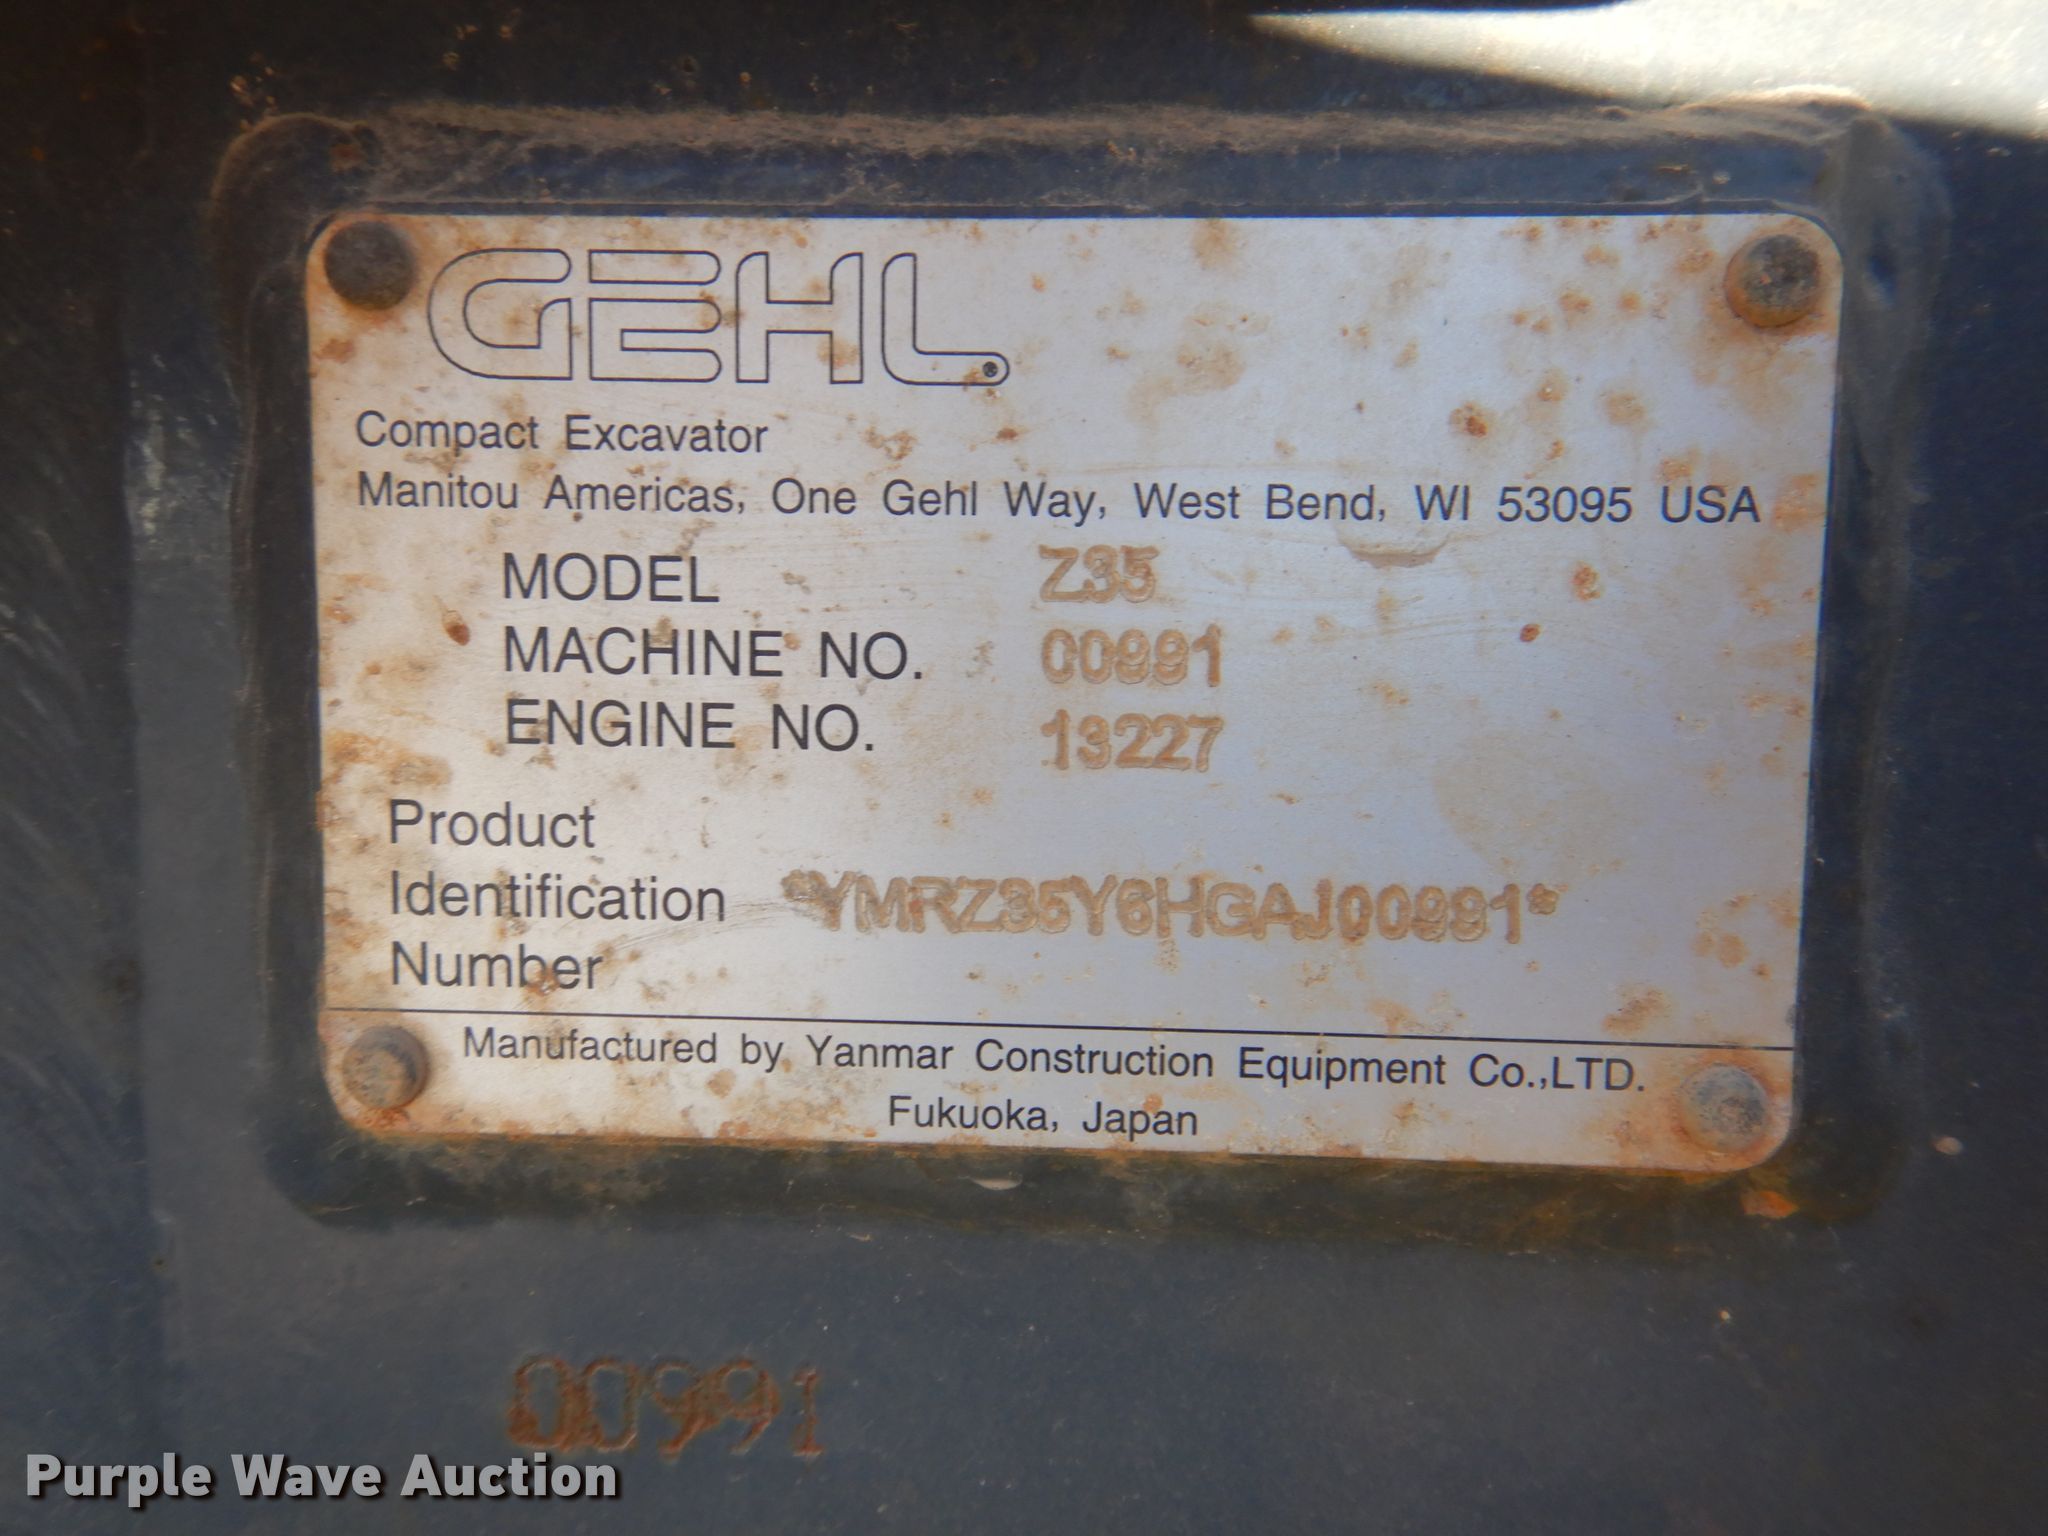 GEHL®
Compact Excavator
Manitou Americas, One Gehl Way, West Bend, WI 53095 USA
MODEL Z35
MACHINE NO. 00991
ENGINE NO. 13227
Product
Identification *YMRZ35Y6HGAJ00991*
Number
Manufactured by Yanmar Construction Equipment Co.,LTD.
Fukuoka, Japan
00991
Purple Wave Auction